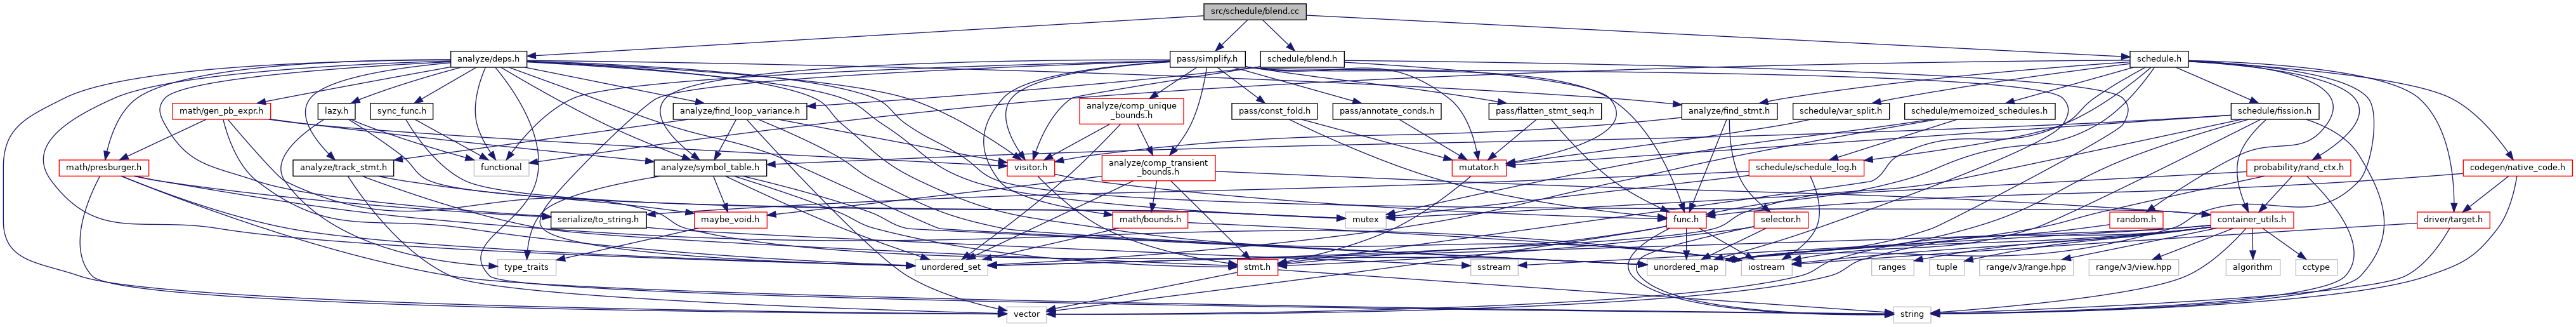 src/schedule/blend.cc
analyze/deps.h
pass/simplify.h
schedule/blend.h
schedule.h
math/gen_pb_expr.h
lazy.h
sync_func.h
analyze/find_loop_variance.h
analyze/comp_unique
_bounds.h
pass/const_fold.h
pass/annotate_conds.h
pass/flatten_stmt_seq.h
analyze/find_stmt.h
schedule/var_split.h
schedule/memoized_schedules.h
schedule/fission.h
math/presburger.h
analyze/track_stmt.h
functional
analyze/symbol_table.h
visitor.h
analyze/comp_transient
_bounds.h
mutator.h
schedule/schedule_log.h
probability/rand_ctx.h
codegen/native_code.h
serialize/to_string.h
maybe_void.h
mutex
math/bounds.h
func.h
selector.h
random.h
container_utils.h
driver/target.h
type_traits
unordered_set
stmt.h
sstream
unordered_map
iostream
ranges
tuple
range/v3/range.hpp
range/v3/view.hpp
algorithm
cctype
vector
string